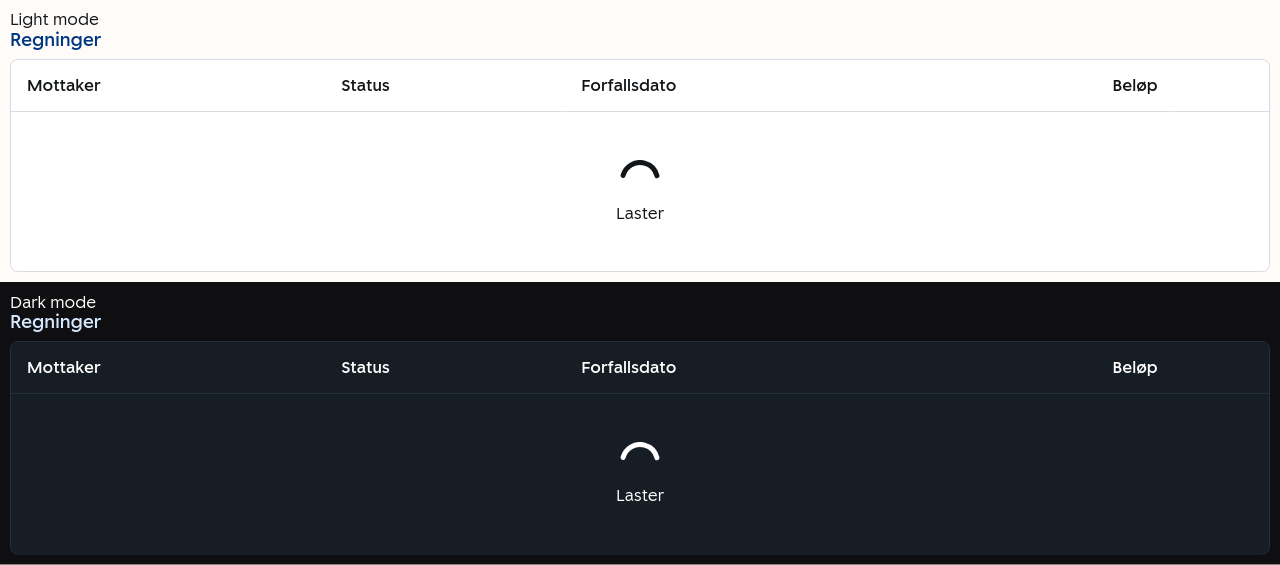 Light mode
Regninger
Mottaker Status Forfallsdato Beløp
Laster
Dark mode
Regninger
Mottaker Status Forfallsdato Beløp
Laster